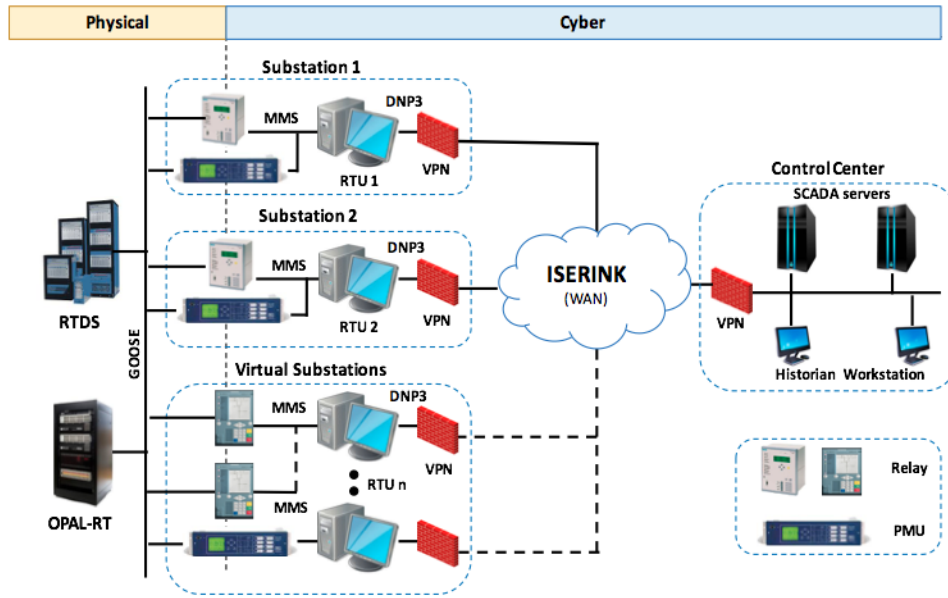 Physical
Cyber
Substation 1
MMS
DNP3
RTU 1
VPN
Substation 2
MMS
DNP3
RTU 2
VPN
RTDS
GOOSE
OPAL-RT
Virtual Substations
MMS
DNP3
VPN
RTU n
MMS
ISERINK
(WAN)
Control Center
SCADA servers
VPN
Historian
Workstation
Relay
PMU